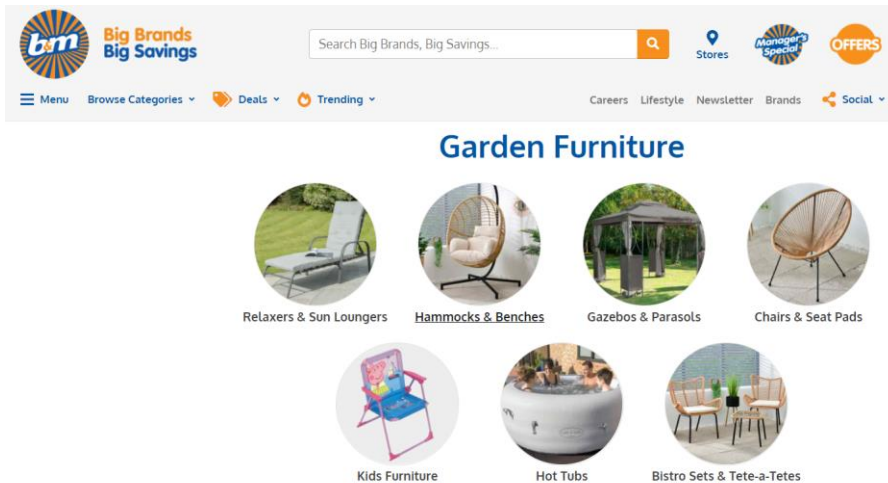 b&m
Big Brands
Big Savings
Search Big Brands, Big Savings...
Stores
Manager's
Special
OFFERS
Menu
Browse Categories
Deals
Trending
Careers
Lifestyle
Newsletter
Brands
Social
Garden Furniture
Relaxers & Sun Loungers
Hammocks & Benches
Gazebos & Parasols
Chairs & Seat Pads
Kids Furniture
Hot Tubs
Bistro Sets & Tete-a-Tetes